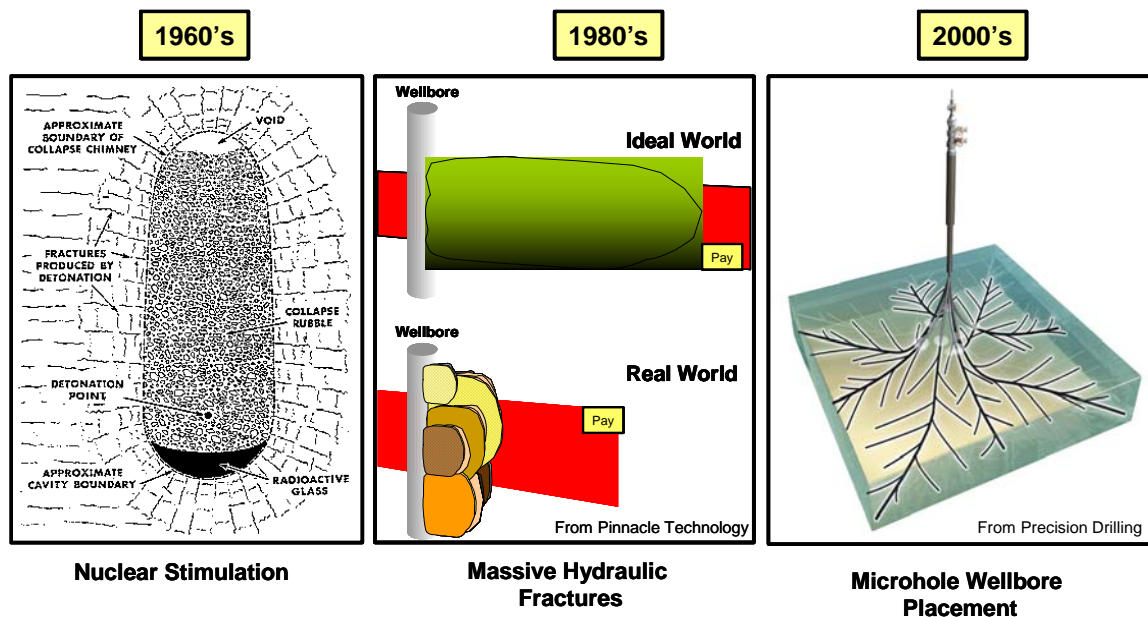 1960's
1980's
2000's
VOID
APPROXIMATE
BOUNDARY OF
COLLAPSE CHIMNEY
FRACTURES
PRODUCED BY
DETONATION
COLLAPSE
RUBBLE
DETONATION
POINT
APPROXIMATE
CAVITY BOUNDARY
RADIOACTIVE
GLASS
Wellbore
Ideal World
Pay
Wellbore
Real World
Pay
From Pinnacle Technology
From Precision Drilling
Nuclear Stimulation
Massive Hydraulic
Fractures
Microhole Wellbore
Placement